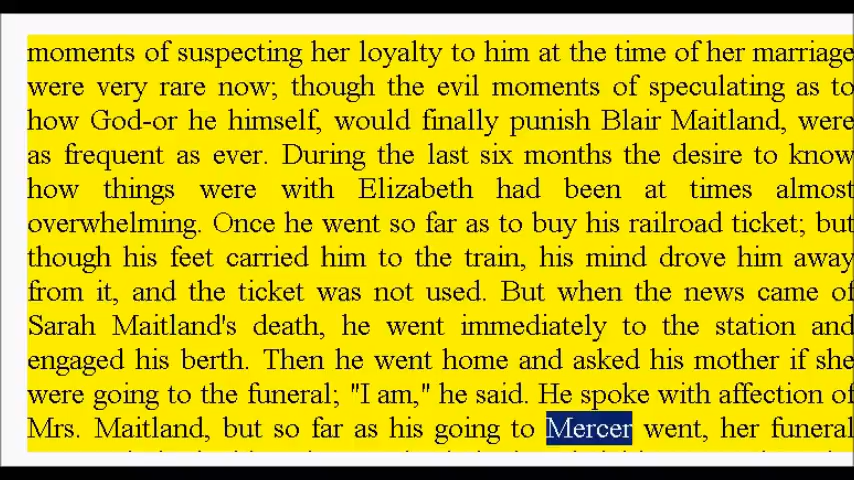 moments of suspecting her loyalty to him at the time of her marriage
were very rare now; though the evil moments of speculating as to
how God-or he himself, would finally punish Blair Maitland, were
as frequent as ever. During the last six months the desire to know
how things were with Elizabeth had been at times almost
overwhelming. Once he went so far as to buy his railroad ticket; but
though his feet carried him to the train, his mind drove him away
from it, and the ticket was not used. But when the news came of
Sarah Maitland's death, he went immediately to the station and
engaged his berth. Then he went home and asked his mother if she
were going to the funeral; "I am," he said. He spoke with affection of
Mrs. Maitland, but so far as his going to Mercer went, her funeral